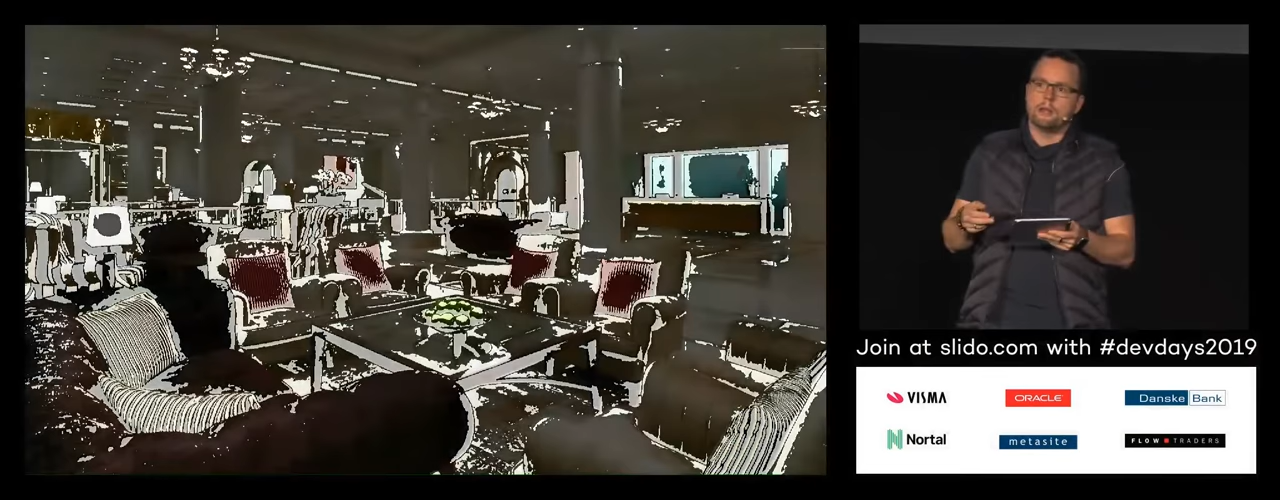 Join at slido.com with #devdays2019
VISMA
ORACLE
Danske Bank
Nortal
metasite
FLOW TRADERS